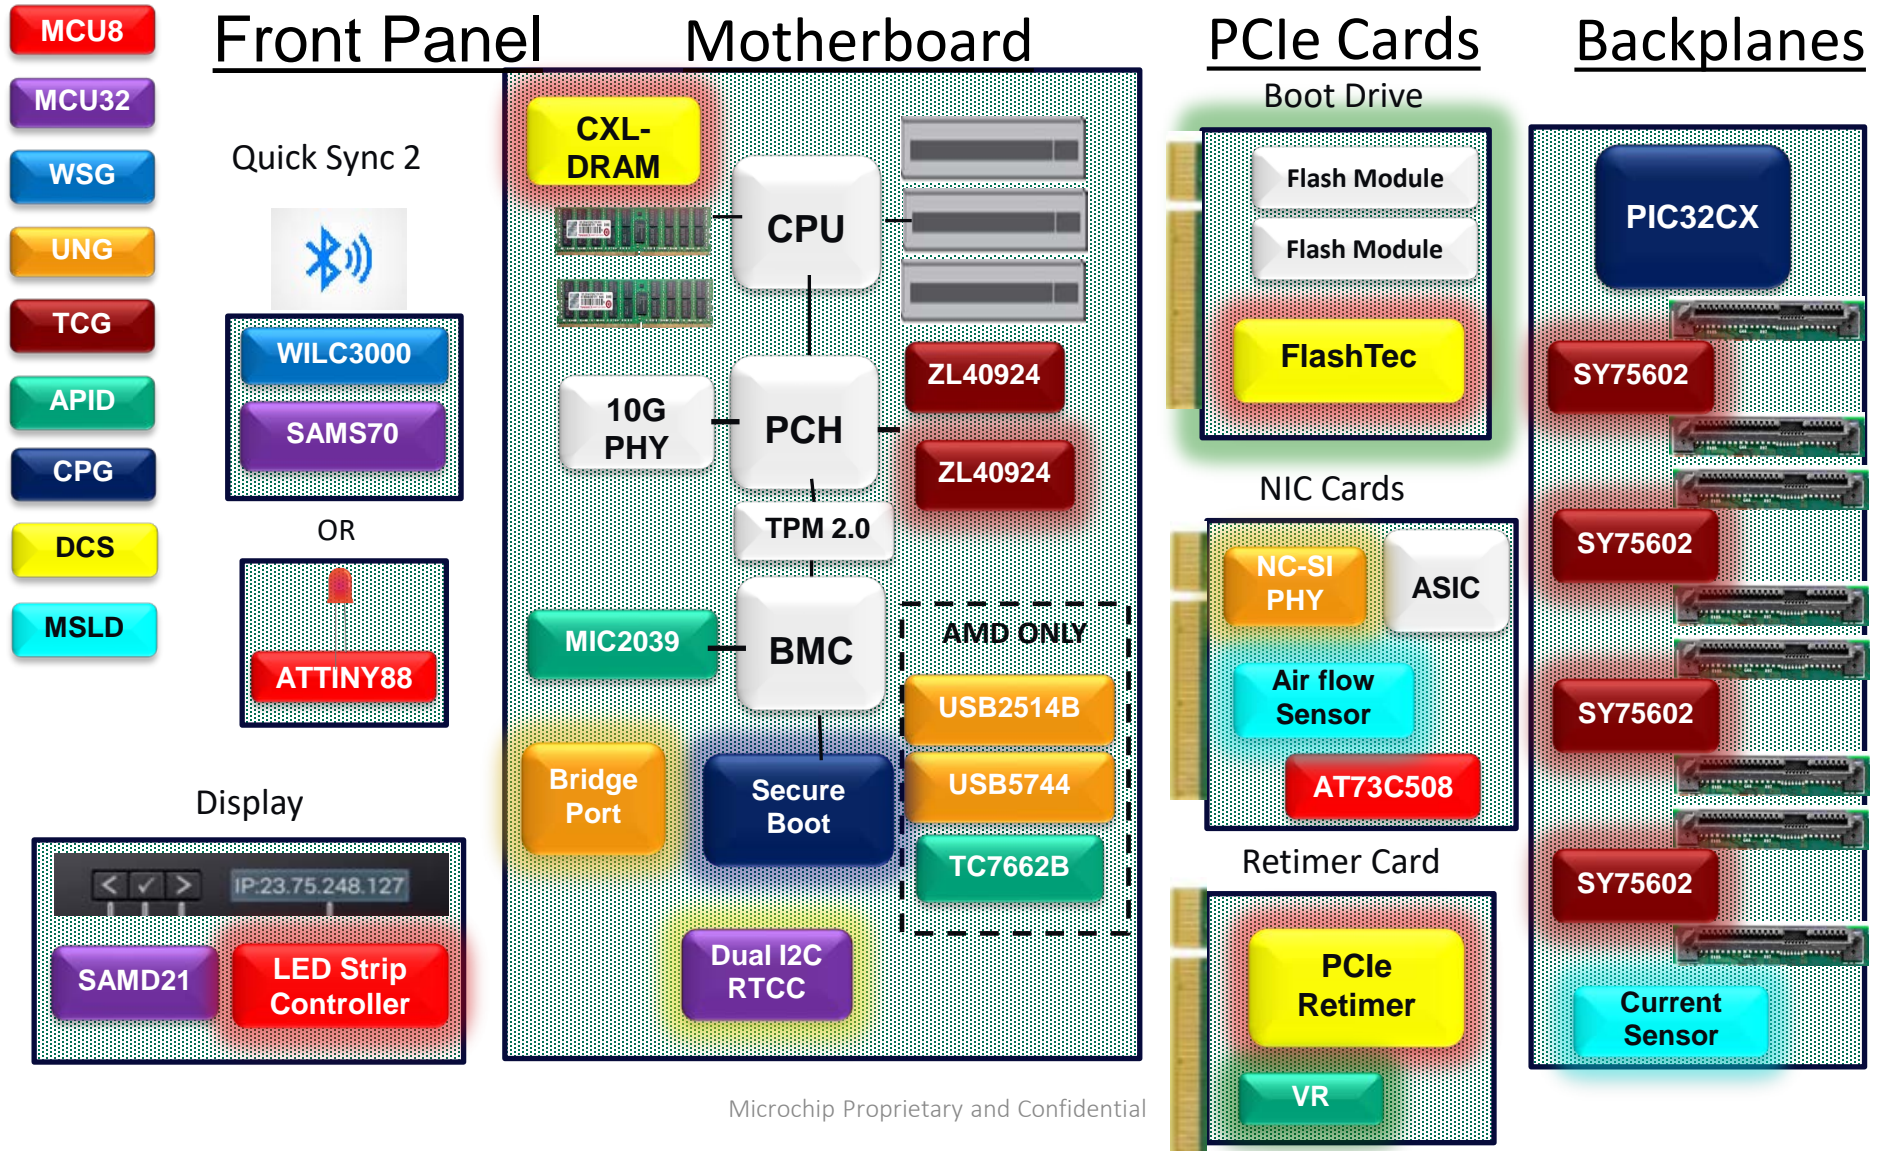 MCU8
MCU32
WSG
UNG
TCG
APID
CPG
DCS
MSLD
Front Panel
Quick Sync 2
WILC3000
SAMS70
OR
ATTINY88
Display
IP:23.75.248.127
SAMD21
LED Strip
Controller
Motherboard
CXL-
DRAM
CPU
10G
PHY
PCH
ZL40924
ZL40924
TPM 2.0
MIC2039
BMC
AMD ONLY
USB2514B
USB5744
TC7662B
Bridge
Port
Secure
Boot
Dual I2C
RTCC
PCIe Cards
Boot Drive
Flash Module
Flash Module
FlashTec
NIC Cards
NC-SI
PHY
ASIC
Air flow
Sensor
AT73C508
Retimer Card
PCIe
Retimer
VR
Backplanes
PIC32CX
SY75602
SY75602
SY75602
SY75602
Current
Sensor
Microchip Proprietary and Confidential